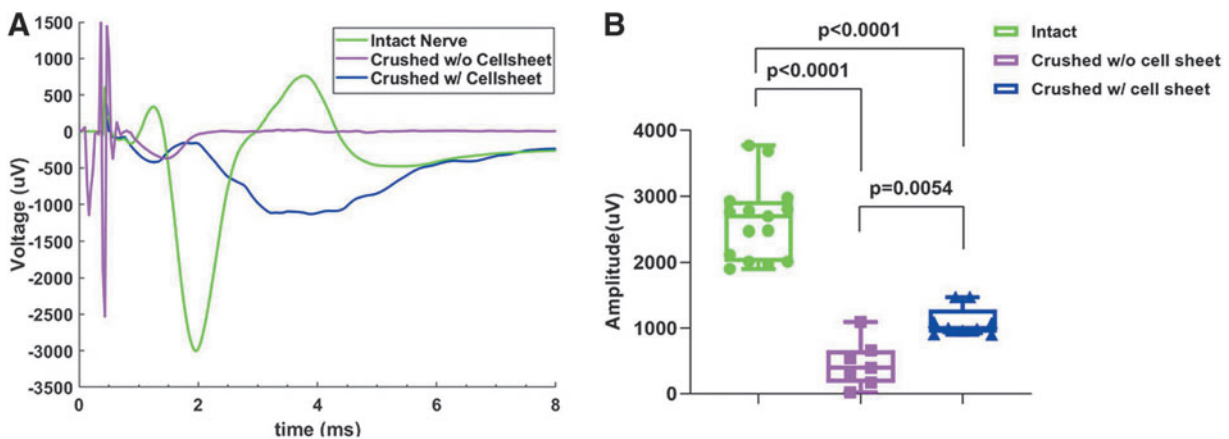 A
1500
1000
500
0
-500
-1000
-1500
-2000
-2500
-3000
-3500
Voltage (uV)
0 2 4 6 8
time (ms)
Intact Nerve
Crushed w/o Cellsheet
Crushed w/ Cellsheet
B
p<0.0001
p<0.0001
p=0.0054
4000
3000
2000
1000
0
Amplitude(uV)
Intact
Crushed w/o cell sheet
Crushed w/ cell sheet